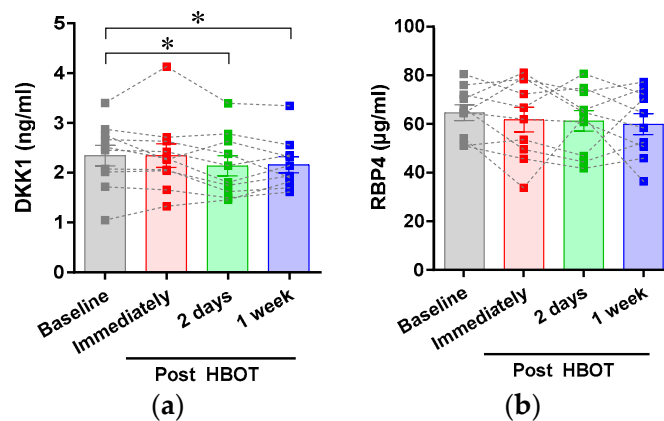 DKK1 (ng/ml)
5
4
3
2
1
0
*
*
Baseline
Immediately
2 days
1 week
Post HBOT
(a)
RBP4 (µg/ml)
100
80
60
40
20
0
Baseline
Immediately
2 days
1 week
Post HBOT
(b)